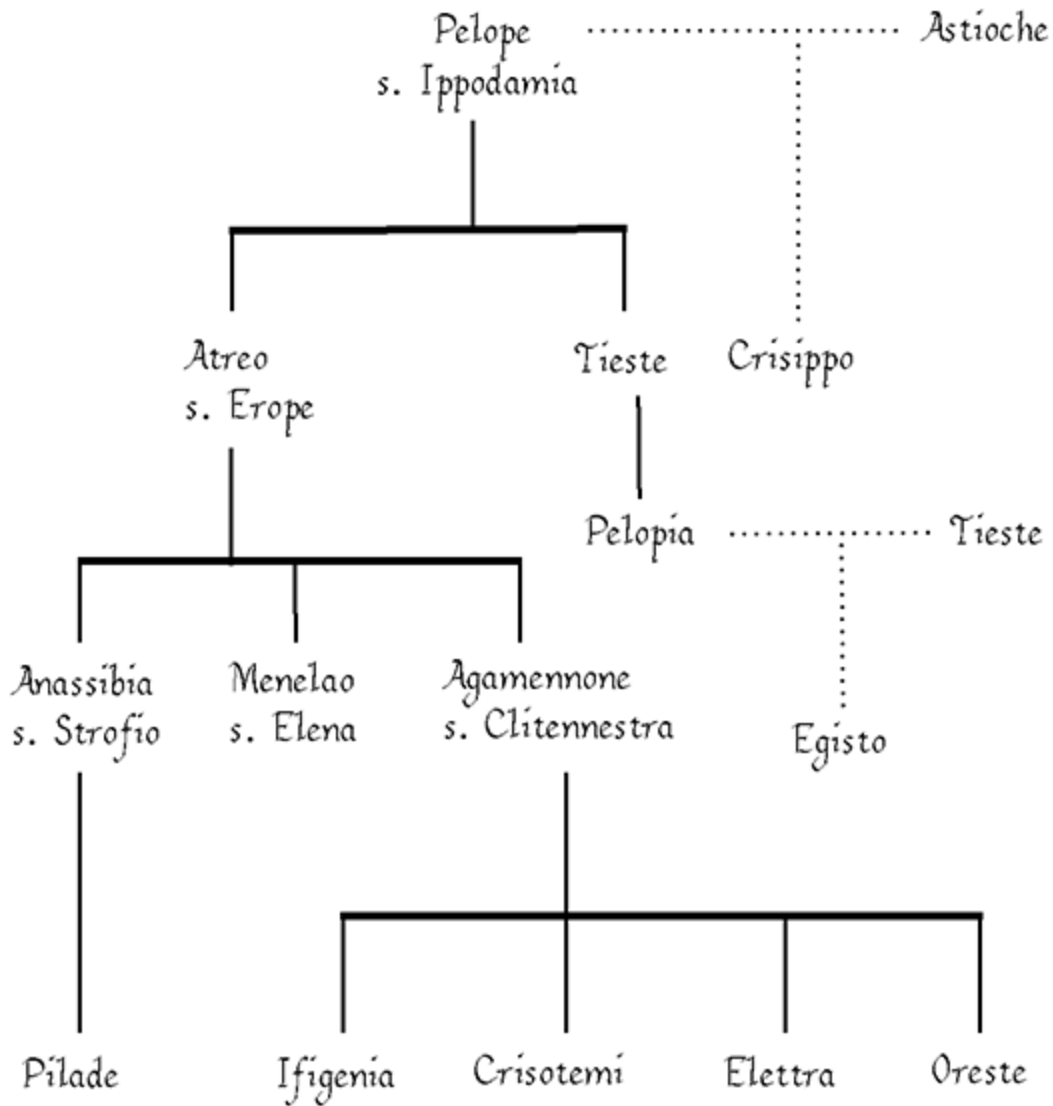 Pelope
Astioche
s. Ippodamia
Atreo
s. Erope
Tieste
Crisippo
Pelopia
Tieste
Anassibia
s. Strofio
Menelao
s. Elena
Agamennone
s. Clitennestra
Egisto
Pilade
Ifigenia
Crisotemi
Elettra
Oreste